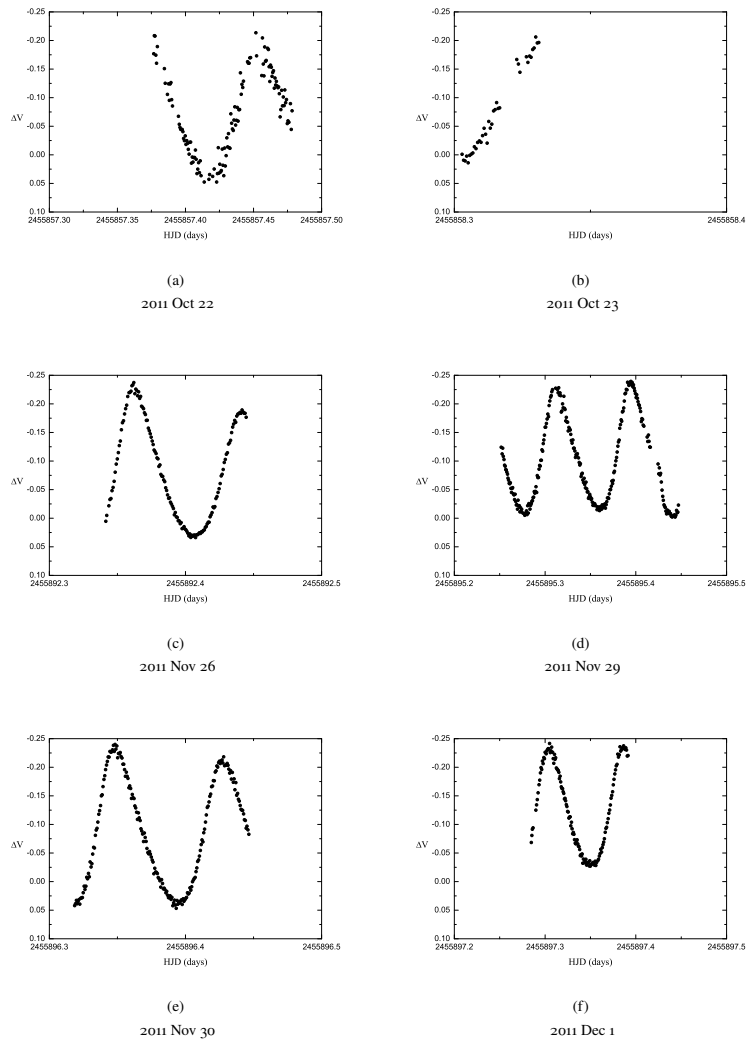 -0.25
-0.20
-0.15
-0.10
ΔV
-0.05
0.00
0.05
0.10
2455857.30 2455857.35 2455857.40 2455857.45 2455857.50
HJD (days)
(a)
2011 Oct 22
-0.25
-0.20
-0.15
-0.10
ΔV
-0.05
0.00
0.05
0.10
2455858.3 2455858.4
HJD (days)
(b)
2011 Oct 23
-0.25
-0.20
-0.15
-0.10
ΔV
-0.05
0.00
0.05
0.10
2455892.3 2455892.4 2455892.5
HJD (days)
(c)
2011 Nov 26
-0.25
-0.20
-0.15
-0.10
ΔV
-0.05
0.00
0.05
0.10
2455895.2 2455895.3 2455895.4 2455895.5
HJD (days)
(d)
2011 Nov 29
-0.25
-0.20
-0.15
-0.10
ΔV
-0.05
0.00
0.05
0.10
2455896.3 2455896.4 2455896.5
HJD (days)
(e)
2011 Nov 30
-0.25
-0.20
-0.15
-0.10
ΔV
-0.05
0.00
0.05
0.10
2455897.2 2455897.3 2455897.4 2455897.5
HJD (days)
(f)
2011 Dec 1